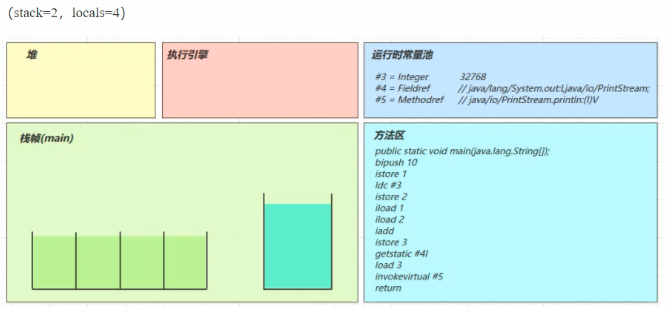 (stack=2, locals=4)
堆
执行引擎
运行时常量池
#3 = Integer 32768
#4 = Fieldref // java/lang/System.out:Ljava/io/PrintStream;
#5 = Methodref // java/io/PrintStream.println:(I)V
栈帧(main)
方法区
public static void main(java.lang.String[]);
bipush 10
istore 1
ldc #3
istore 2
iload 1
iload 2
iadd
istore 3
getstatic #4I
load 3
invokevirtual #5
return